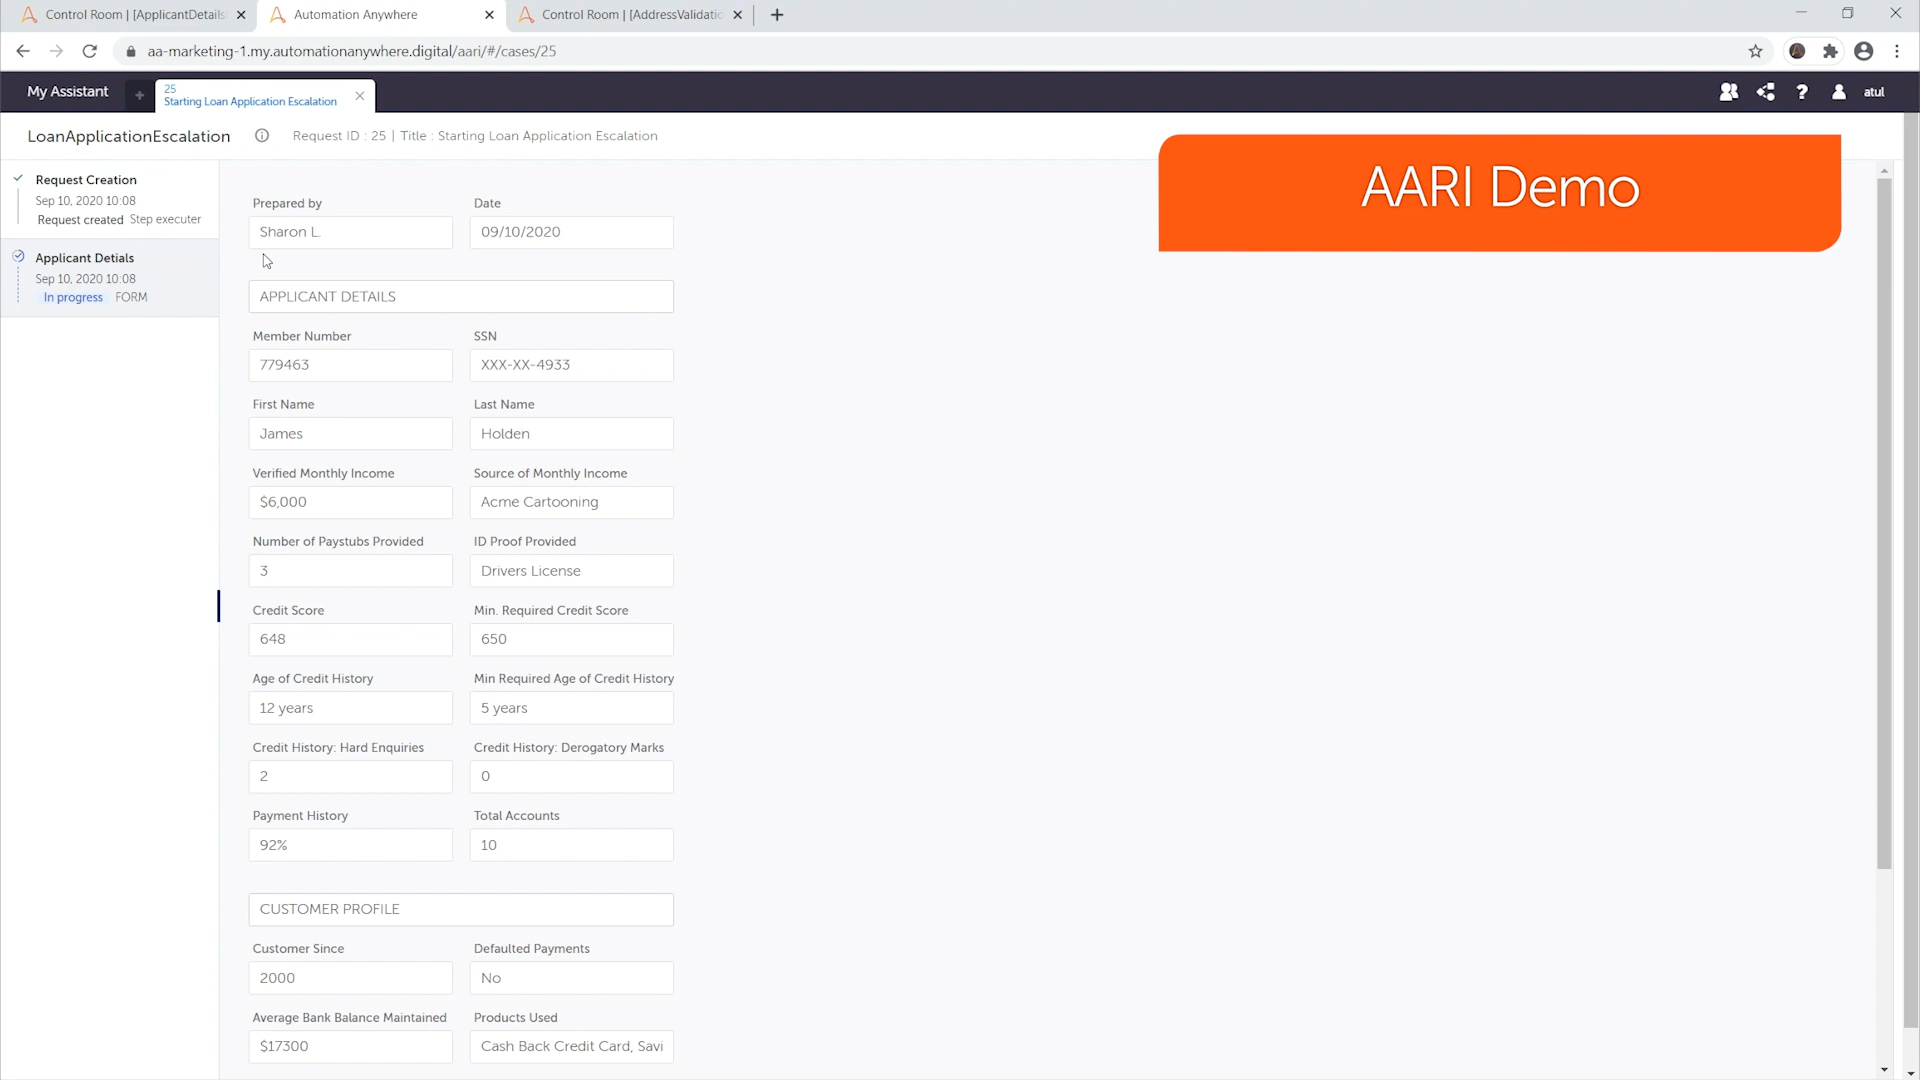 Control Room | [ApplicantDetails
Automation Anywhere
Control Room | [AddressValidatio
aa-marketing-1.my.automationanywhere.digital/aari/#/cases/25
My Assistant
25
Starting Loan Application Escalation
atul
LoanApplicationEscalation
Request ID : 25 | Title : Starting Loan Application Escalation
AARI Demo
Request Creation
Sep 10, 2020 10:08
Request created Step executer
Applicant Detials
Sep 10, 2020 10:08
In progress FORM
Prepared by
Date
Sharon L.
09/10/2020
APPLICANT DETAILS
Member Number
SSN
779463
XXX-XX-4933
First Name
Last Name
James
Holden
Verified Monthly Income
Source of Monthly Income
$6,000
Acme Cartooning
Number of Paystubs Provided
ID Proof Provided
3
Drivers License
Credit Score
Min. Required Credit Score
648
650
Age of Credit History
Min Required Age of Credit History
12 years
5 years
Credit History: Hard Enquiries
Credit History: Derogatory Marks
2
0
Payment History
Total Accounts
92%
10
CUSTOMER PROFILE
Customer Since
Defaulted Payments
2000
No
Average Bank Balance Maintained
Products Used
$17300
Cash Back Credit Card, Savi